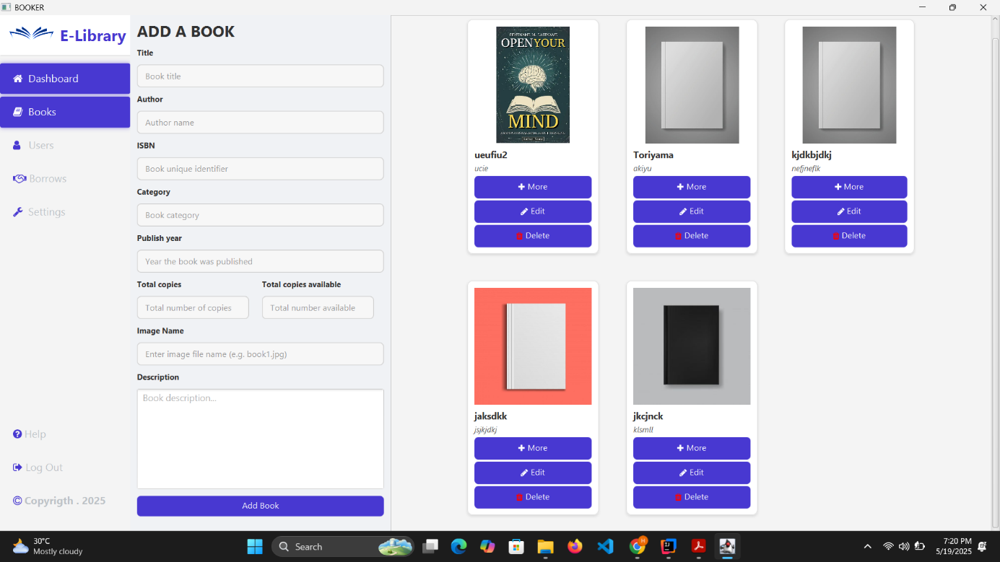 BOOKER
E-Library
Dashboard
Books
Users
Borrows
Settings
Help
Log Out
© Copyrigth . 2025
ADD A BOOK
Title
Book title
Author
Author name
ISBN
Book unique identifier
Category
Book category
Publish year
Year the book was published
Total copies Total copies available
Total number of copies Total number available
Image Name
Enter image file name (e.g. book1.jpg)
Description
Book description...
Add Book
OPEN YOUR
MIND
ueufiu2
ucie
More
Edit
Delete
Toriyama
akiyu
More
Edit
Delete
kjdkbjdkj
nefjneflk
More
Edit
Delete
jaksdkk
jsjkjdkj
More
Edit
Delete
jkcjnck
klsmll
More
Edit
Delete
30°C
Mostly cloudy
Search
7:20 PM
5/19/2025